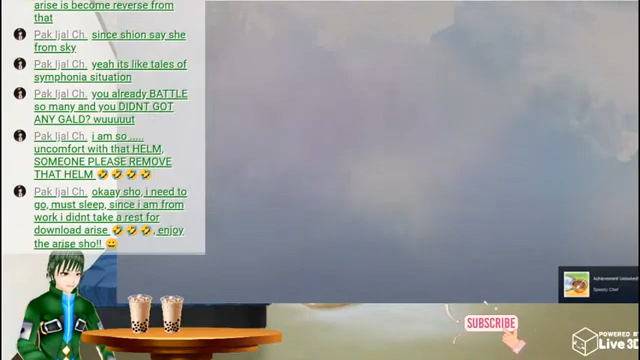 arise is become reverse from
that
Pak Ijal Ch. since shion say she
from sky
Pak Ijal Ch. yeah its like tales of
symphonia situation
Pak Ijal Ch. you already BATTLE
so many and you DIDNT GOT
ANY GALD? wuuuuut
Pak Ijal Ch. i am so .....
uncomfort with that HELM,
SOMEONE PLEASE REMOVE
THAT HELM 🤣 🤣 🤣 🤣
Pak Ijal Ch. okaay sho, i need to
go, must sleep, since i am from
work i didnt take a rest for
download arise 🤣 🤣 🤣, enjoy
the arise sho!! 😀
Achievement Unlocked!
Speedy Chef
SUBSCRIBE
POWERED BY
Live3D